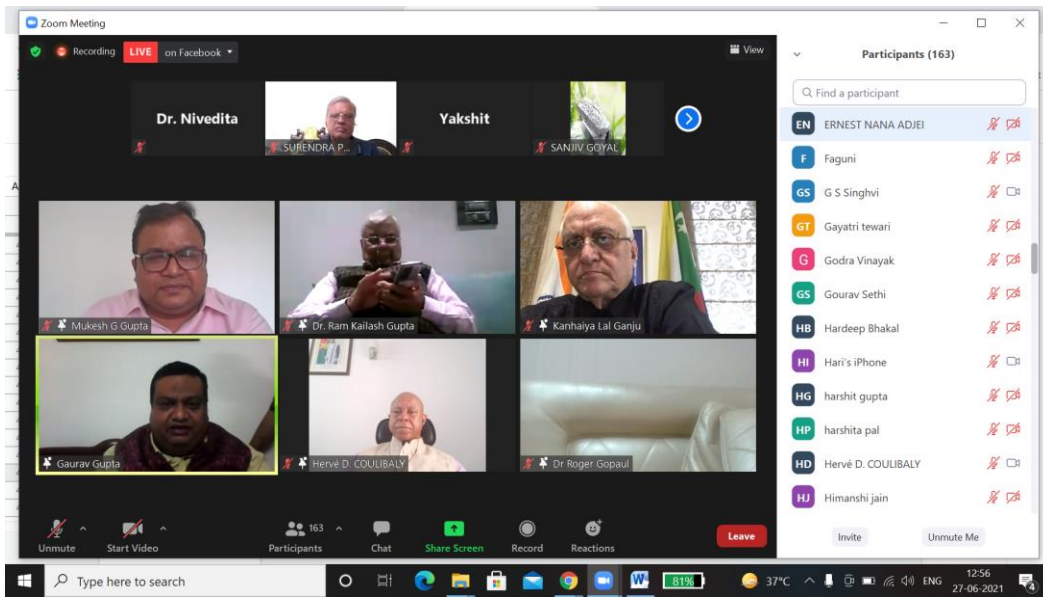 Zoom Meeting
Recording LIVE on Facebook
View
Participants (163)
Find a participant
Dr. Nivedita
SURENDRA P...
Yakshit
SANJIV GOYAL
EN ERNEST NANA ADJEI
F Faguni
GS G S Singhvi
GT Gayatri tewari
G Godra Vinayak
GS Gourav Sethi
HB Hardeep Bhakal
HI Hari's iPhone
HG harshit gupta
HP harshita pal
HD Hervé D. COULIBALY
HJ Himanshi jain
Mukesh G Gupta
Dr. Ram Kailash Gupta
Kanhaiya Lal Ganju
Gaurav Gupta
Hervé D. COULIBALY
Dr Roger Gopaul
Unmute
Start Video
163
Participants
Chat
Share Screen
Record
Reactions
Leave
Invite
Unmute Me
Type here to search
81%
37°C
ENG
12:56
27-06-2021
4